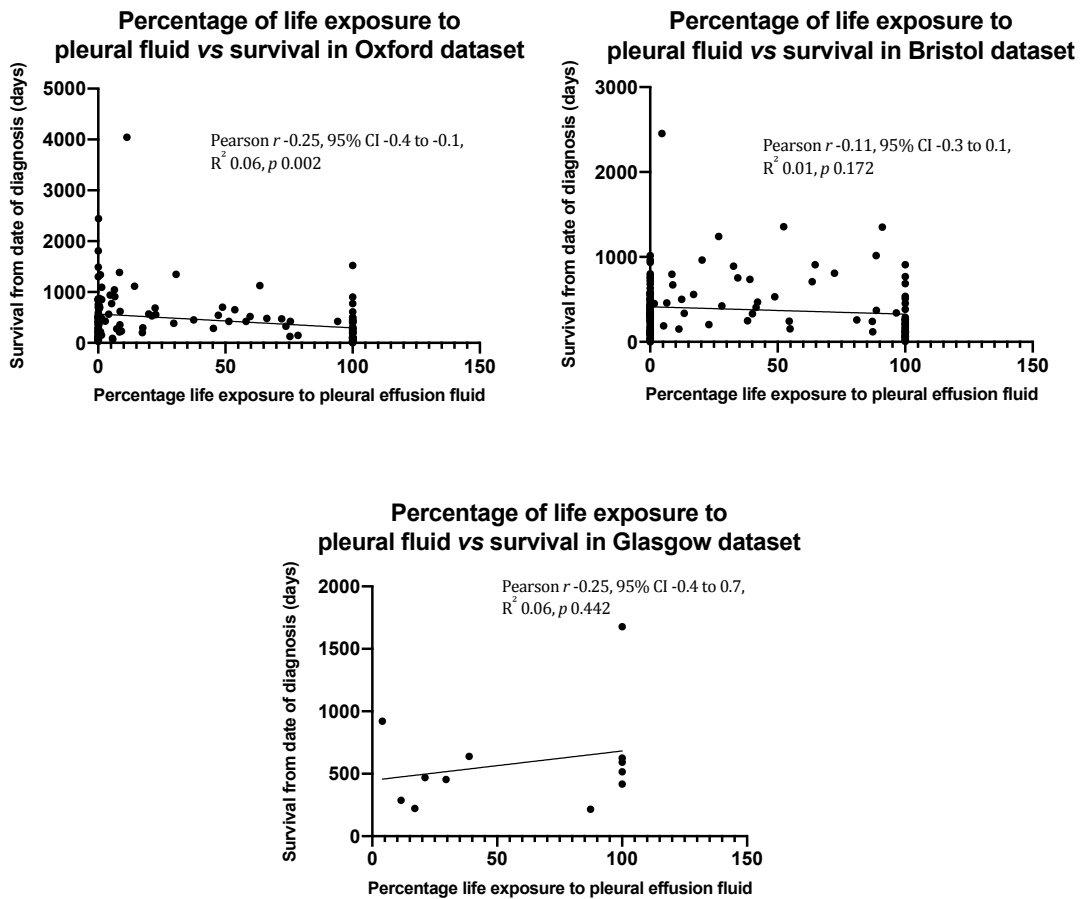 Percentage of life exposure to
pleural fluid vs survival in Oxford dataset
Survival from date of diagnosis (days)
5000
4000
3000
2000
1000
0
Pearson r -0.25, 95% CI -0.4 to -0.1,
R² 0.06, p 0.002
0 50 100 150
Percentage life exposure to pleural effusion fluid
Percentage of life exposure to
pleural fluid vs survival in Bristol dataset
Survival from date of diagnosis (days)
3000
2000
1000
0
Pearson r -0.11, 95% CI -0.3 to 0.1,
R² 0.01, p 0.172
0 50 100 150
Percentage life exposure to pleural effusion fluid
Percentage of life exposure to
pleural fluid vs survival in Glasgow dataset
Survival from date of diagnosis (days)
2000
1500
1000
500
0
Pearson r -0.25, 95% CI -0.4 to 0.7,
R² 0.06, p 0.442
0 50 100 150
Percentage life exposure to pleural effusion fluid